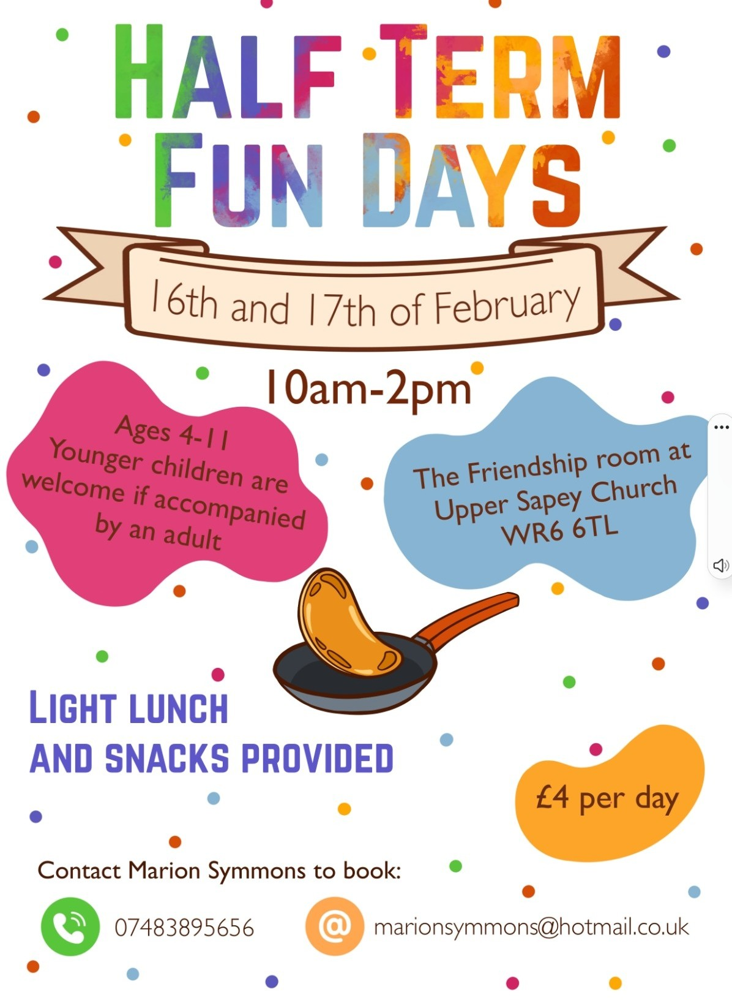 HALF TERM
FUN DAYS
16th and 17th of February
10am-2pm
Ages 4-11
Younger children are
welcome if accompanied
by an adult
The Friendship room at
Upper Sapey Church
WR6 6TL
LIGHT LUNCH
AND SNACKS PROVIDED
£4 per day
Contact Marion Symmons to book:
07483895656
@
marionsymmons@hotmail.co.uk